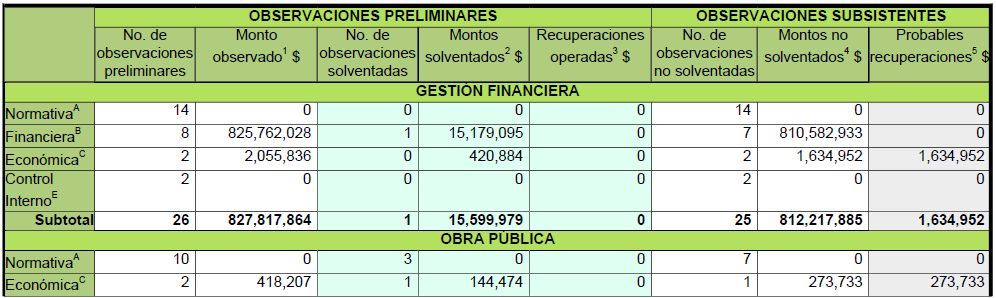 OBSERVACIONES PRELIMINARES OBSERVACIONES SUBSISTENTES
No. de observaciones preliminares Monto observado1 $ No. de observaciones solventadas Montos solventados2 $ Recuperaciones operadas3 $ No. de observaciones no solventadas Montos no solventados4 $ Probables recuperaciones5 $
GESTIÓN FINANCIERA
NormativaA 14 0 0 0 0 14 0 0
FinancieraB 8 825,762,028 1 15,179,095 0 7 810,582,933 0
EconómicaC 2 2,055,836 0 420,884 0 2 1,634,952 1,634,952
Control InternoE 2 0 0 0 0 2 0 0
Subtotal 26 827,817,864 1 15,599,979 0 25 812,217,885 1,634,952
OBRA PÚBLICA
NormativaA 10 0 3 0 0 7 0 0
EconómicaC 2 418,207 1 144,474 0 1 273,733 273,733